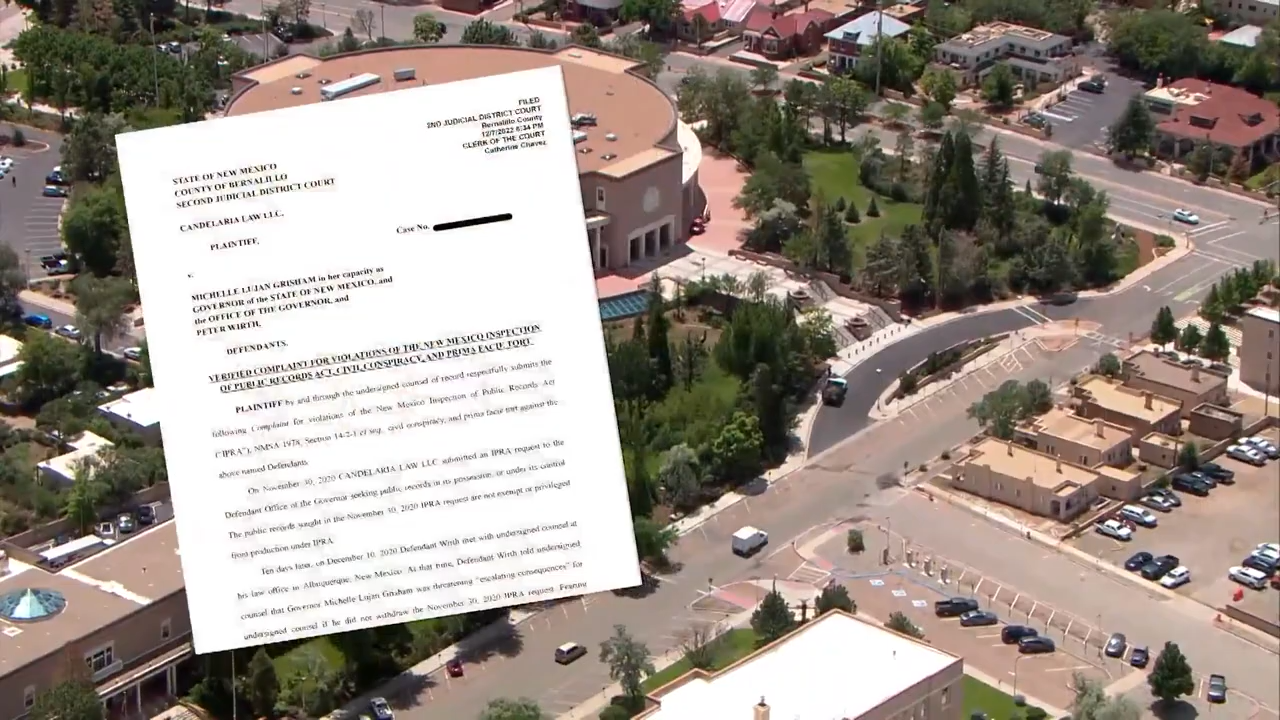 FILED
2ND JUDICIAL DISTRICT COURT
Bernalillo County
12/7/2022 6:34 PM
CLERK OF THE COURT
Catherine Chavez
STATE OF NEW MEXICO
COUNTY OF BERNALILLO
SECOND JUDICIAL DISTRICT COURT
CANDELARIA LAW LLC.
PLAINTIFF,
Case No.
v.
MICHELLE LUJAN GRISHAM in her capacity as
GOVERNOR of the STATE OF NEW MEXICO, and
the OFFICE OF THE GOVERNOR, and
PETER WIRTH,
DEFENDANTS.
VERIFIED COMPLAINT FOR VIOLATIONS OF THE NEW MEXICO INSPECTION
OF PUBLIC RECORDS ACT, CIVIL CONSPIRACY, AND PRIMA FACIE TORT
PLAINTIFF by and through the undersigned counsel of record respectfully submits the
following Complaint for violations of the New Mexico Inspection of Public Records Act
("IPRA"), NMSA 1978, Section 14-2-1 et seq., civil conspiracy, and prima facie tort against the
above named Defendants.
On November 30, 2020 CANDELARIA LAW LLC submitted an IPRA request to the
Defendant Office of the Governor seeking public records in its possession, or under its control
The public records sought in the November 30, 2020 IPRA request are not exempt or privileged
from production under IPRA.
Ten days later, on December 10, 2020 Defendant Wirth met with undersigned counsel at
his law office in Albuquerque, New Mexico. At that time, Defendant Wirth told undersigned
counsel that Governor Michelle Lujan Grisham was threatening "escalating consequences" for
undersigned counsel if he did not withdraw the November 30, 2020 IPRA request. Fearing